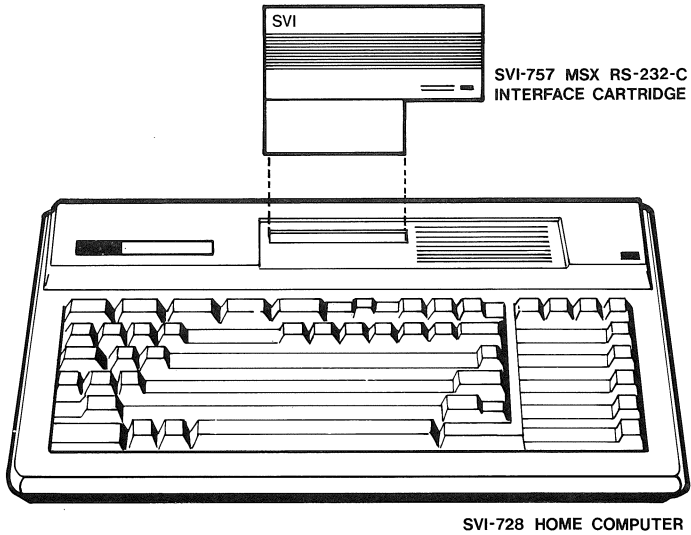 SVI
SVI-757 MSX RS-232-C
INTERFACE CARTRIDGE
SVI-728 HOME COMPUTER